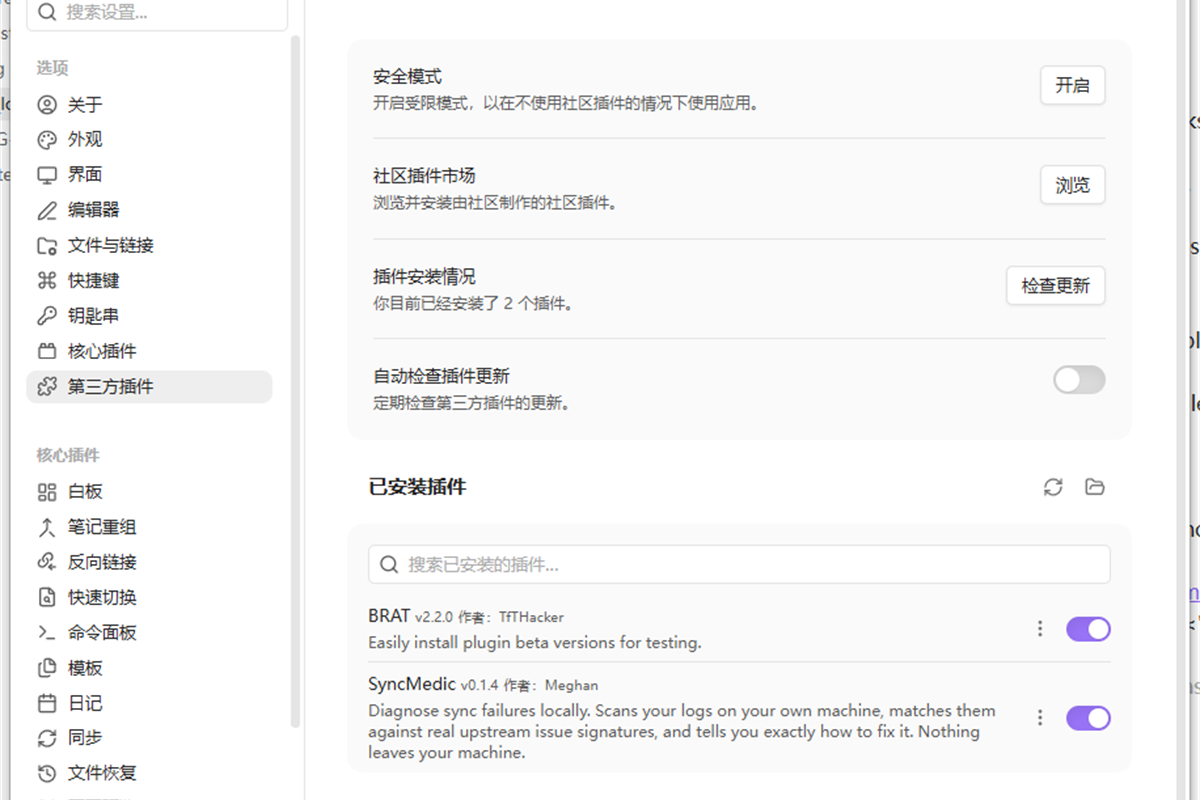 搜索设置...
选项
关于
外观
界面
编辑器
文件与链接
快捷键
钥匙串
核心插件
第三方插件
核心插件
白板
笔记重组
反向链接
快速切换
命令面板
模板
日记
同步
文件恢复
安全模式
开启受限模式，以在不使用社区插件的情况下使用应用。
开启
社区插件市场
浏览并安装由社区制作的社区插件。
浏览
插件安装情况
你目前已经安装了 2 个插件。
检查更新
自动检查插件更新
定期检查第三方插件的更新。
已安装插件
搜索已安装的插件...
BRAT v2.2.0 作者：TfTHacker
Easily install plugin beta versions for testing.
SyncMedic v0.1.4 作者：Meghan
Diagnose sync failures locally. Scans your logs on your own machine, matches them
against real upstream issue signatures, and tells you exactly how to fix it. Nothing
leaves your machine.